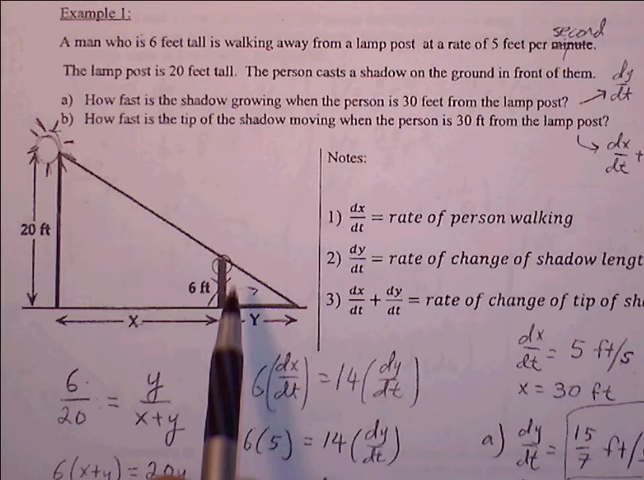 Example 1:
second
A man who is 6 feet tall is walking away from a lamp post at a rate of 5 feet per minute.
The lamp post is 20 feet tall. The person casts a shadow on the ground in front of them.
dy/dt
a) How fast is the shadow growing when the person is 30 feet from the lamp post?
b) How fast is the tip of the shadow moving when the person is 30 ft from the lamp post?
dx/dt +
Notes:
1) dx/dt = rate of person walking
20 ft
2) dy/dt = rate of change of shadow lengt
6 ft
3) dx/dt + dy/dt = rate of change of tip of sh
X
Y
dx/dt = 5 ft/s
x = 30 ft
6/20 = y/x+y
6(dx/dt) = 14(dy/dt)
6(5) = 14(dy/dt)
a) dy/dt = 15/7 ft/
6(x+y) = 20y